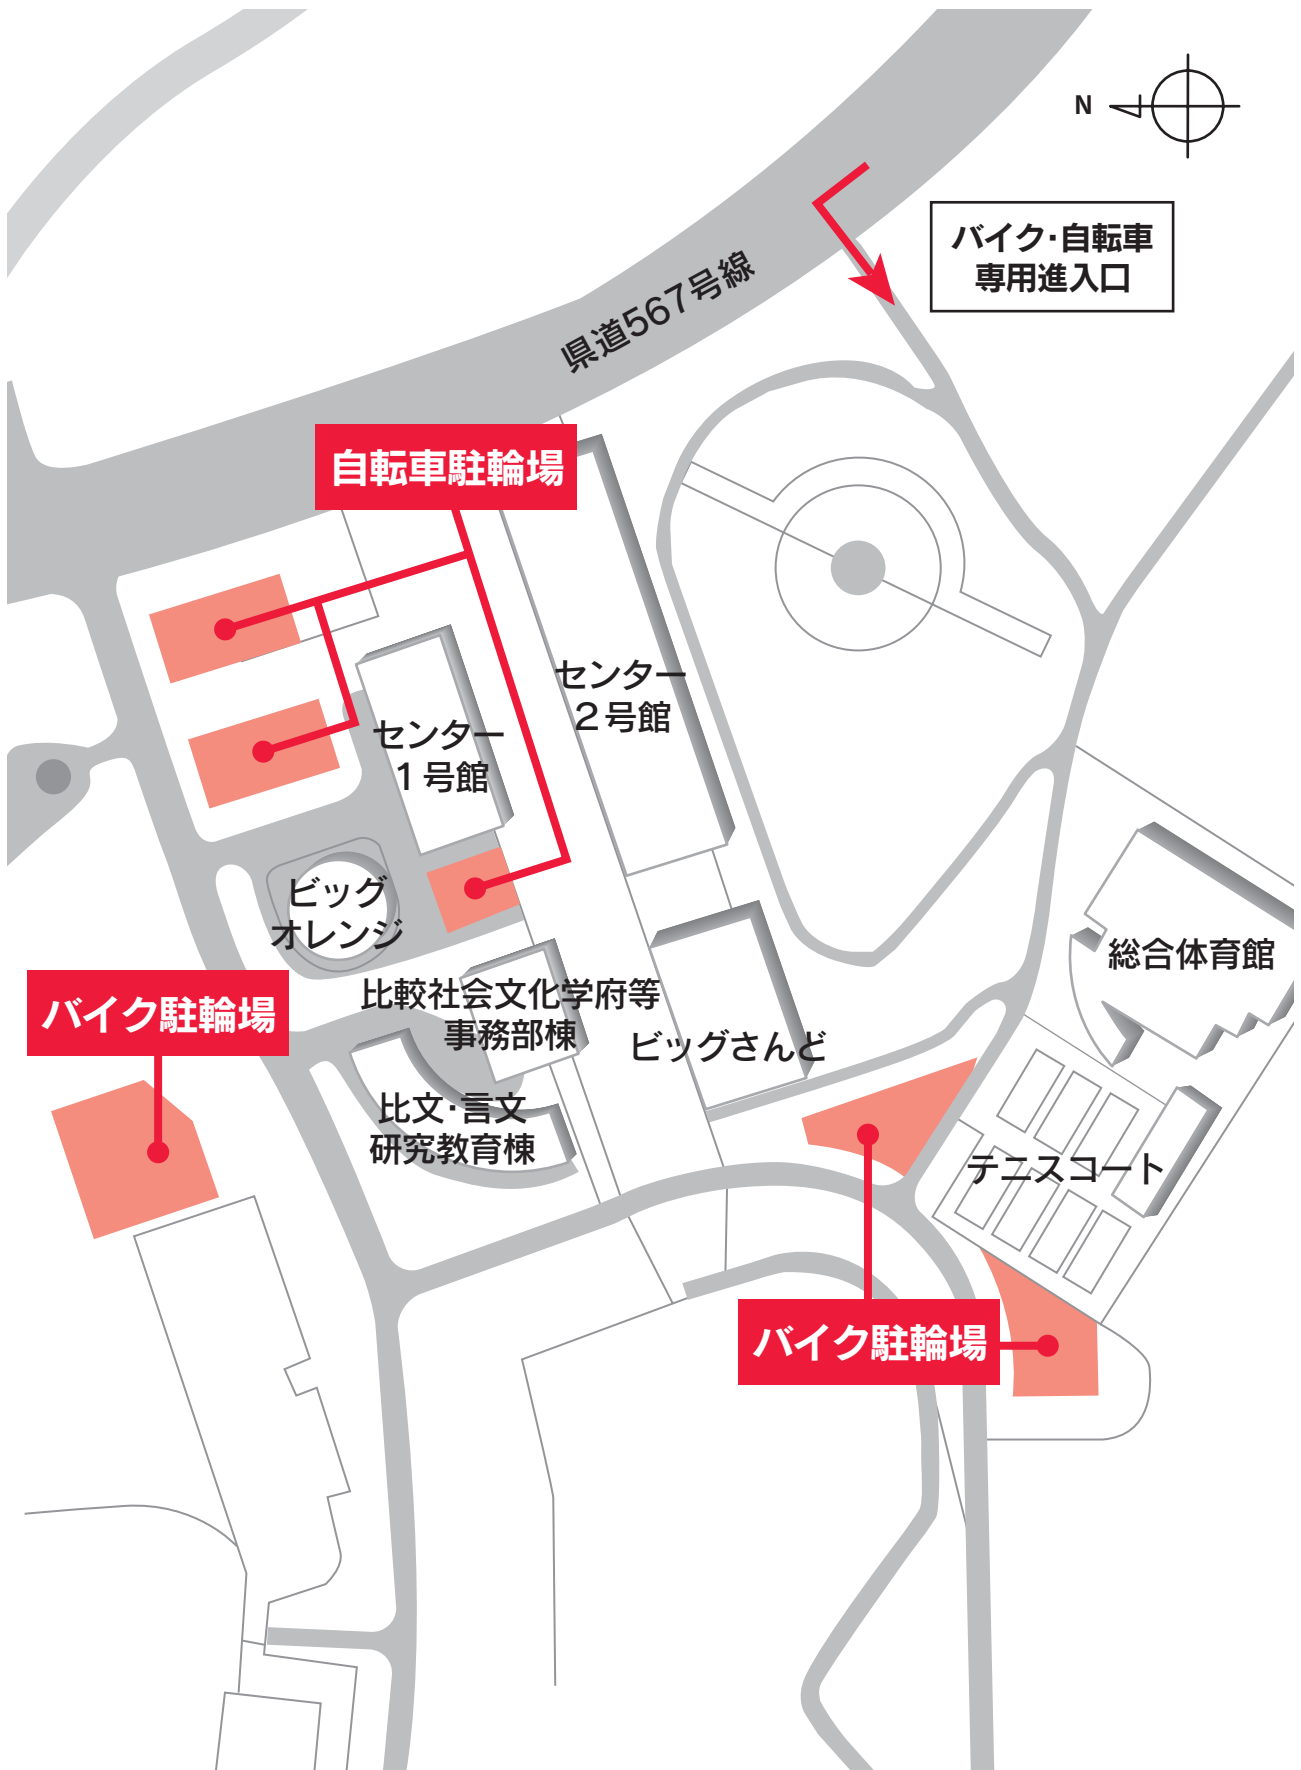 N
バイク・自転車
専用進入口
県道567号線
自転車駐輪場
センター
2号館
センター
1号館
ビッグ
オレンジ
総合体育館
バイク駐輪場
比較社会文化学府等
事務部棟
ビッグさんど
比文・言文
研究教育棟
テニスコート
バイク駐輪場